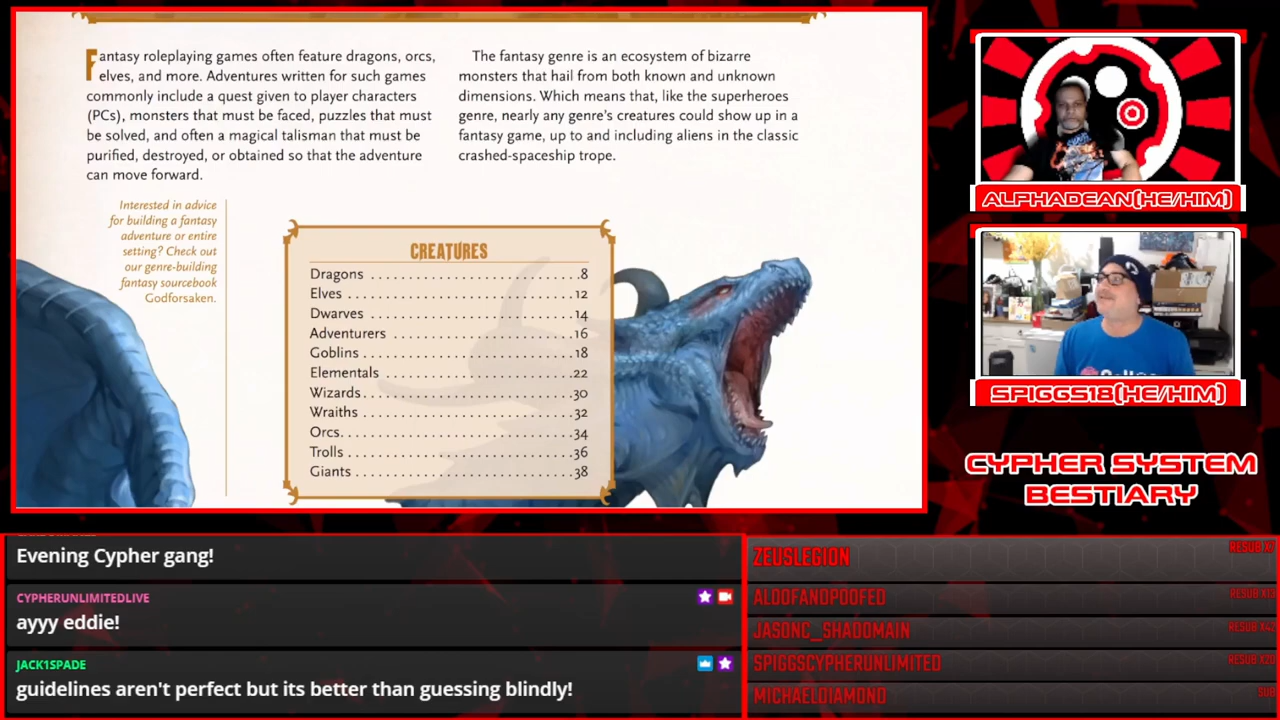 Fantasy roleplaying games often feature dragons, orcs,
elves, and more. Adventures written for such games
commonly include a quest given to player characters
(PCs), monsters that must be faced, puzzles that must
be solved, and often a magical talisman that must be
purified, destroyed, or obtained so that the adventure
can move forward.
The fantasy genre is an ecosystem of bizarre
monsters that hail from both known and unknown
dimensions. Which means that, like the superheroes
genre, nearly any genre's creatures could show up in a
fantasy game, up to and including aliens in the classic
crashed-spaceship trope.
Interested in advice
for building a fantasy
adventure or entire
setting? Check out
our genre-building
fantasy sourcebook
Godforsaken.
CREATURES
Dragons 8
Elves 12
Dwarves 14
Adventurers 16
Goblins 18
Elementals 22
Wizards 30
Wraiths 32
Orcs 34
Trolls 36
Giants 38
ALPHADEAN(HE/HIM)
SPIGGS18(HE/HIM)
CYPHER SYSTEM
BESTIARY
Evening Cypher gang!
CYPHERUNLIMITEDLIVE
ayyy eddie!
JACK1SPADE
guidelines aren't perfect but its better than guessing blindly!
ZEUSLEGION RESUB X7
ALOOFANDPOOFED RESUB
JASONC_SHADOMAIN RESUB
SPIGGSCYPHERUNLIMITED RESUB
MICHAELDIAMOND SUB